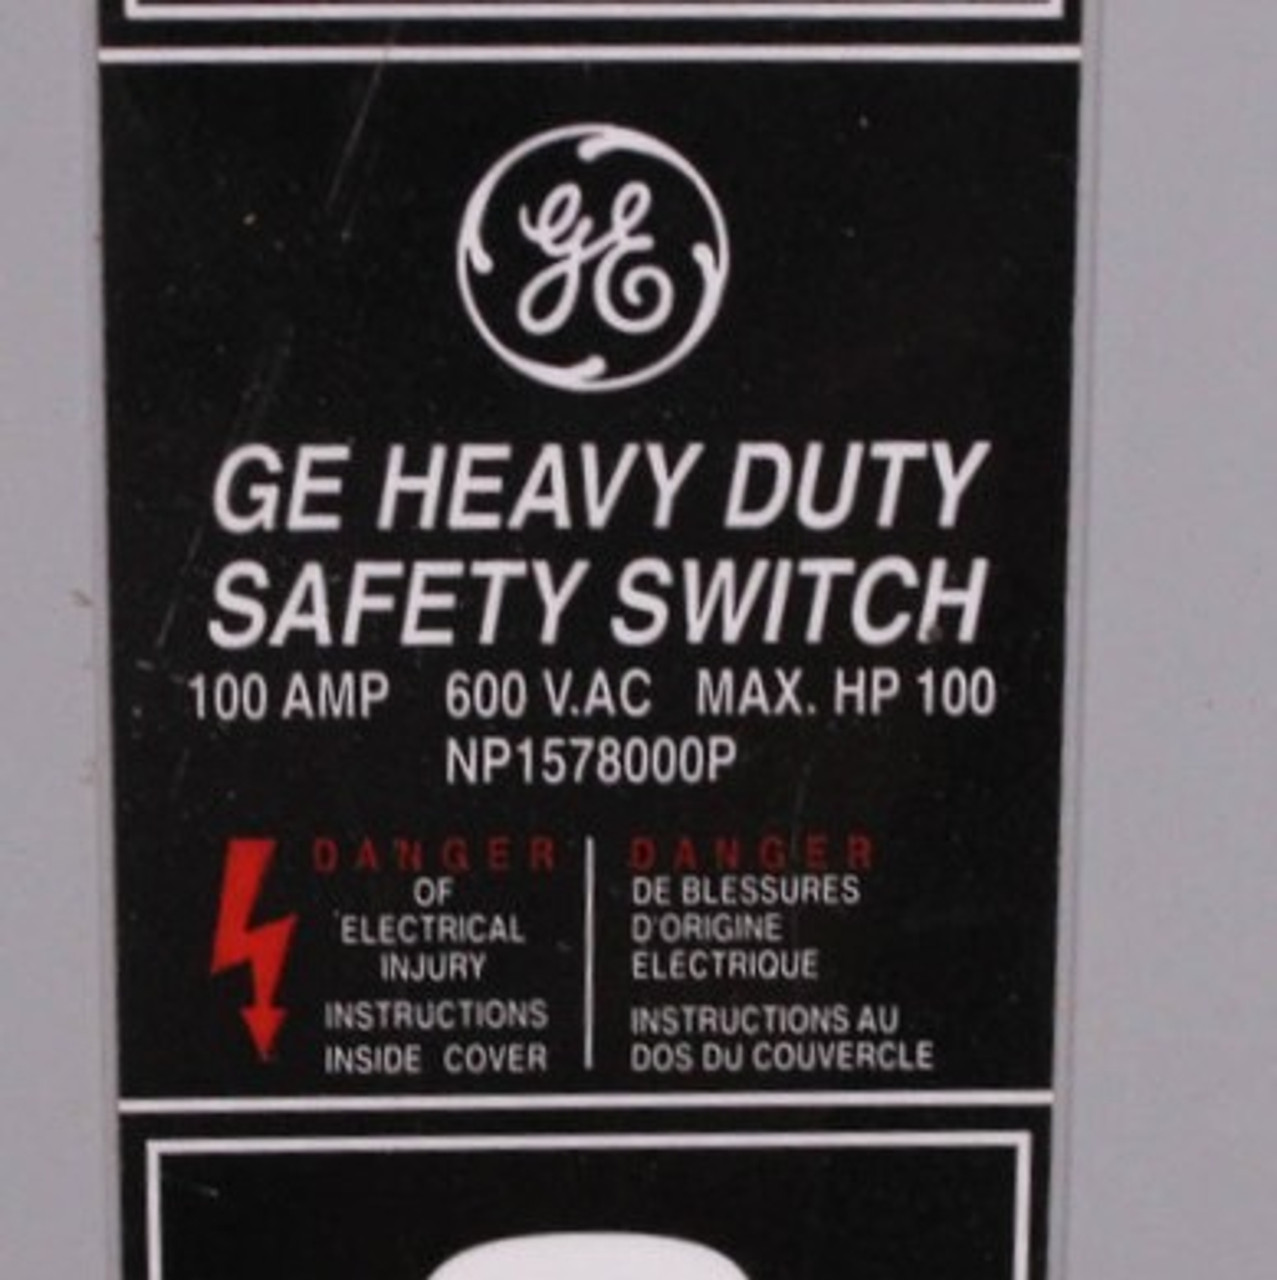 GE
GE HEAVY DUTY
SAFETY SWITCH
100 AMP 600 V.AC MAX. HP 100
NP1578000P
DANGER
OF
ELECTRICAL
INJURY
INSTRUCTIONS
INSIDE COVER
DANGER
DE BLESSURES
D'ORIGINE
ELECTRIQUE
INSTRUCTIONS AU
DOS DU COUVERCLE